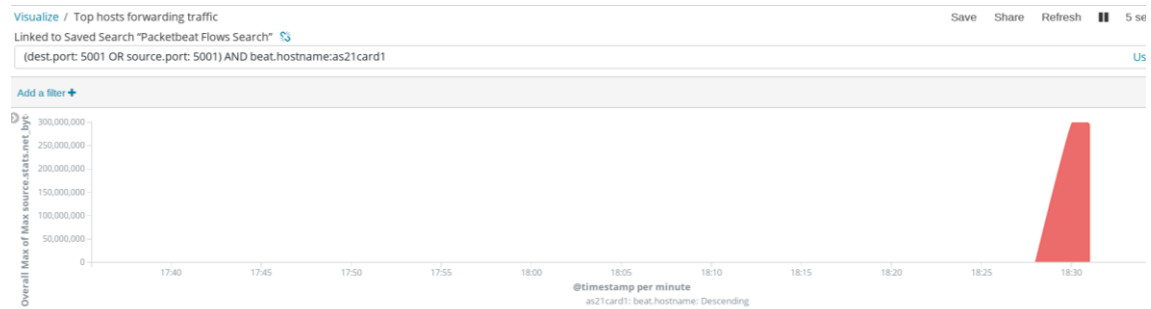 Visualize / Top hosts forwarding traffic
Save Share Refresh 5 se
Linked to Saved Search “Packetbeat Flows Search”
(dest.port: 5001 OR source.port: 5001) AND beat.hostname:as21card1
Us
Add a filter +
Overall Max of Max source.stats.net_byt
300,000,000
250,000,000
200,000,000
150,000,000
100,000,000
50,000,000
0
17:40 17:45 17:50 17:55 18:00 18:05 18:10 18:15 18:20 18:25 18:30
@timestamp per minute
as21card1: beat.hostname: Descending